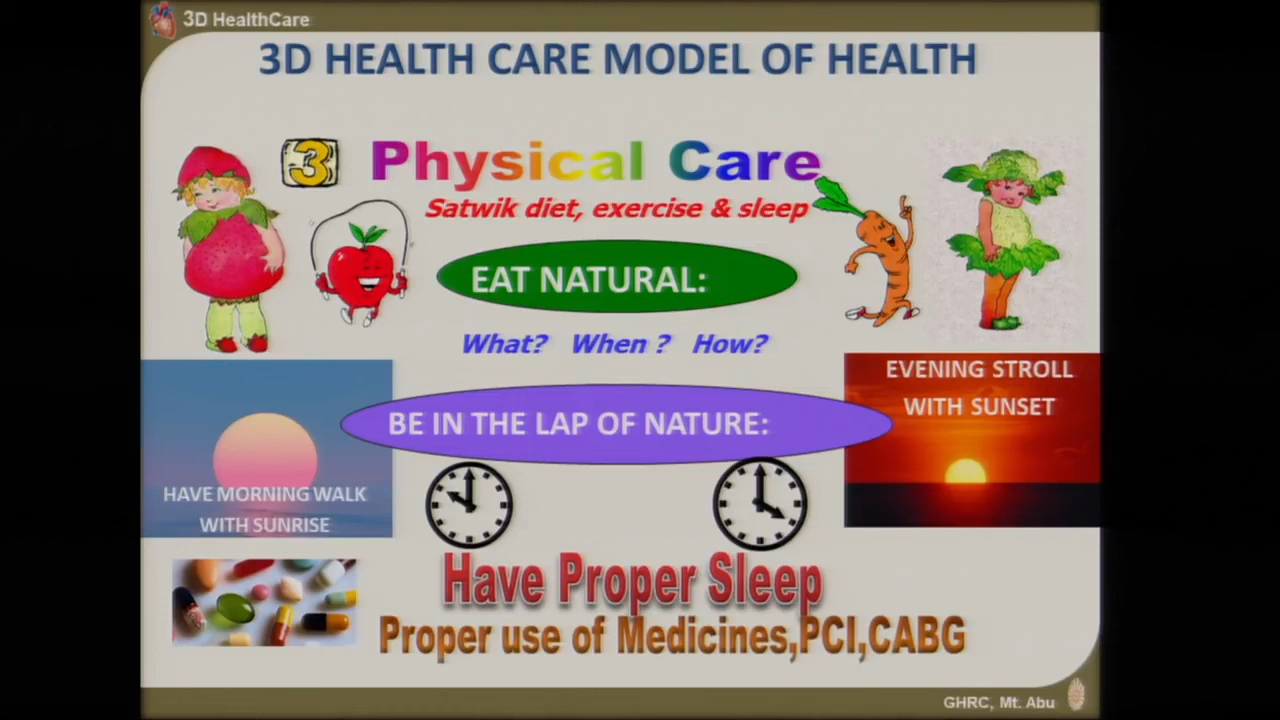 3D HealthCare
3D HEALTH CARE MODEL OF HEALTH
3 Physical Care
Satwik diet, exercise & sleep
EAT NATURAL:
What? When ? How?
BE IN THE LAP OF NATURE:
EVENING STROLL
WITH SUNSET
HAVE MORNING WALK
WITH SUNRISE
Have Proper Sleep
Proper use of Medicines,PCI,CABG
GHRC, Mt. Abu